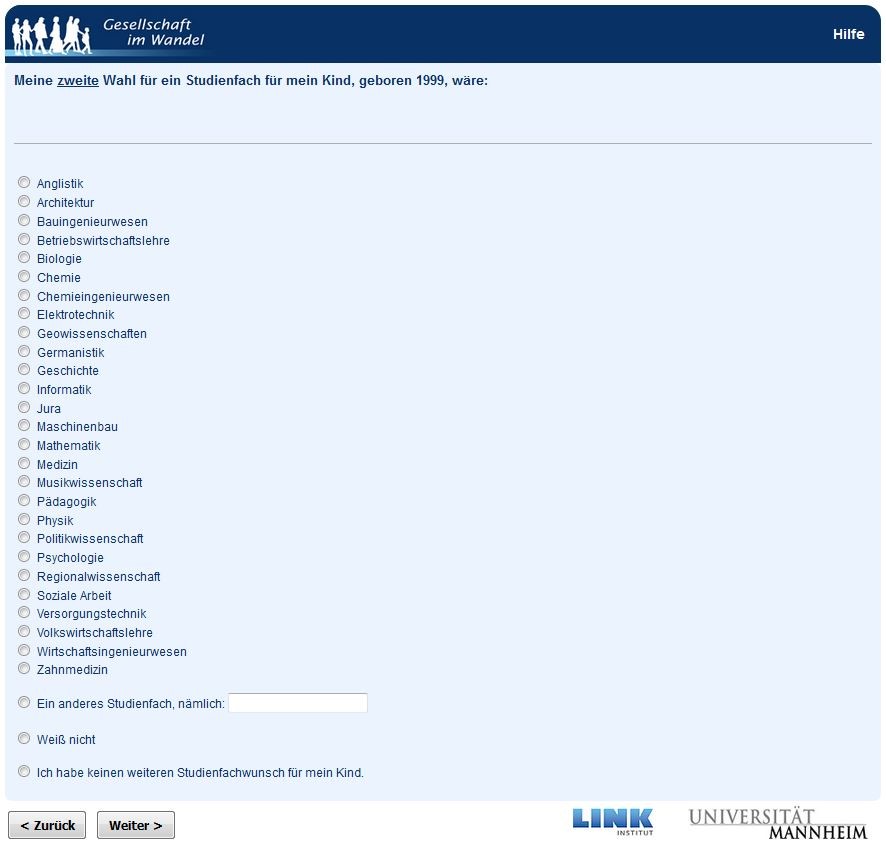 Gesellschaft
im Wandel
Hilfe
Meine zweite Wahl für ein Studienfach für mein Kind, geboren 1999, wäre:
Anglistik
Architektur
Bauingenieurwesen
Betriebswirtschaftslehre
Biologie
Chemie
Chemieingenieurwesen
Elektrotechnik
Geowissenschaften
Germanistik
Geschichte
Informatik
Jura
Maschinenbau
Mathematik
Medizin
Musikwissenschaft
Pädagogik
Physik
Politikwissenschaft
Psychologie
Regionalwissenschaft
Soziale Arbeit
Versorgungstechnik
Volkswirtschaftslehre
Wirtschaftsingenieurwesen
Zahnmedizin
Ein anderes Studienfach, nämlich:
Weiß nicht
Ich habe keinen weiteren Studienfachwunsch für mein Kind.
< Zurück Weiter >
LINK
INSTITUT
UNIVERSITÄT
MANNHEIM